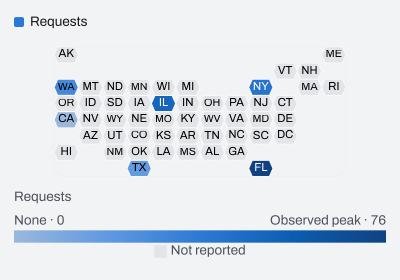 Requests
AK ME
VT NH
WA MT ND MN WI MI NY MA RI
OR ID SD IA IL IN OH PA NJ CT
CA NV WY NE MO KY WV VA MD DE
AZ UT CO KS AR TN NC SC DC
HI NM OK LA MS AL GA
TX FL
Requests
None · 0 Observed peak · 76
Not reported